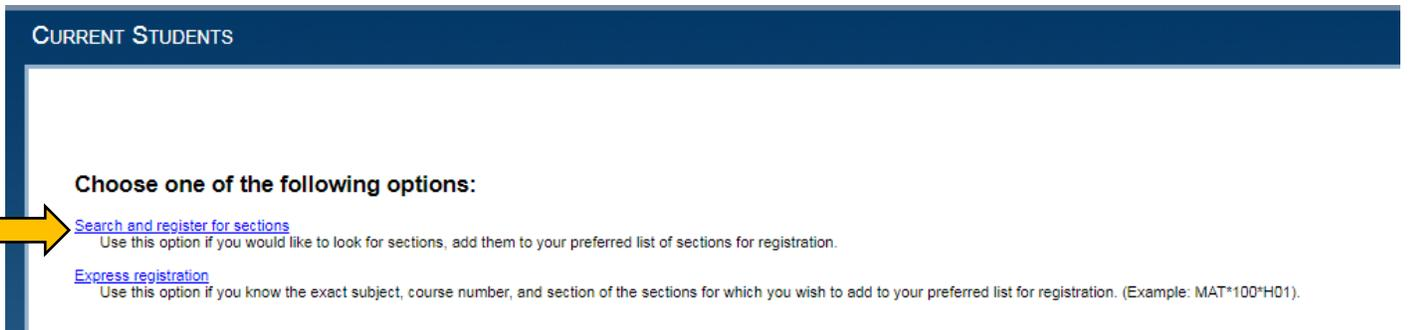 CURRENT STUDENTS
Choose one of the following options:
Search and register for sections
Use this option if you would like to look for sections, add them to your preferred list of sections for registration.
Express registration
Use this option if you know the exact subject, course number, and section of the sections for which you wish to add to your preferred list for registration. (Example: MAT*100*H01).